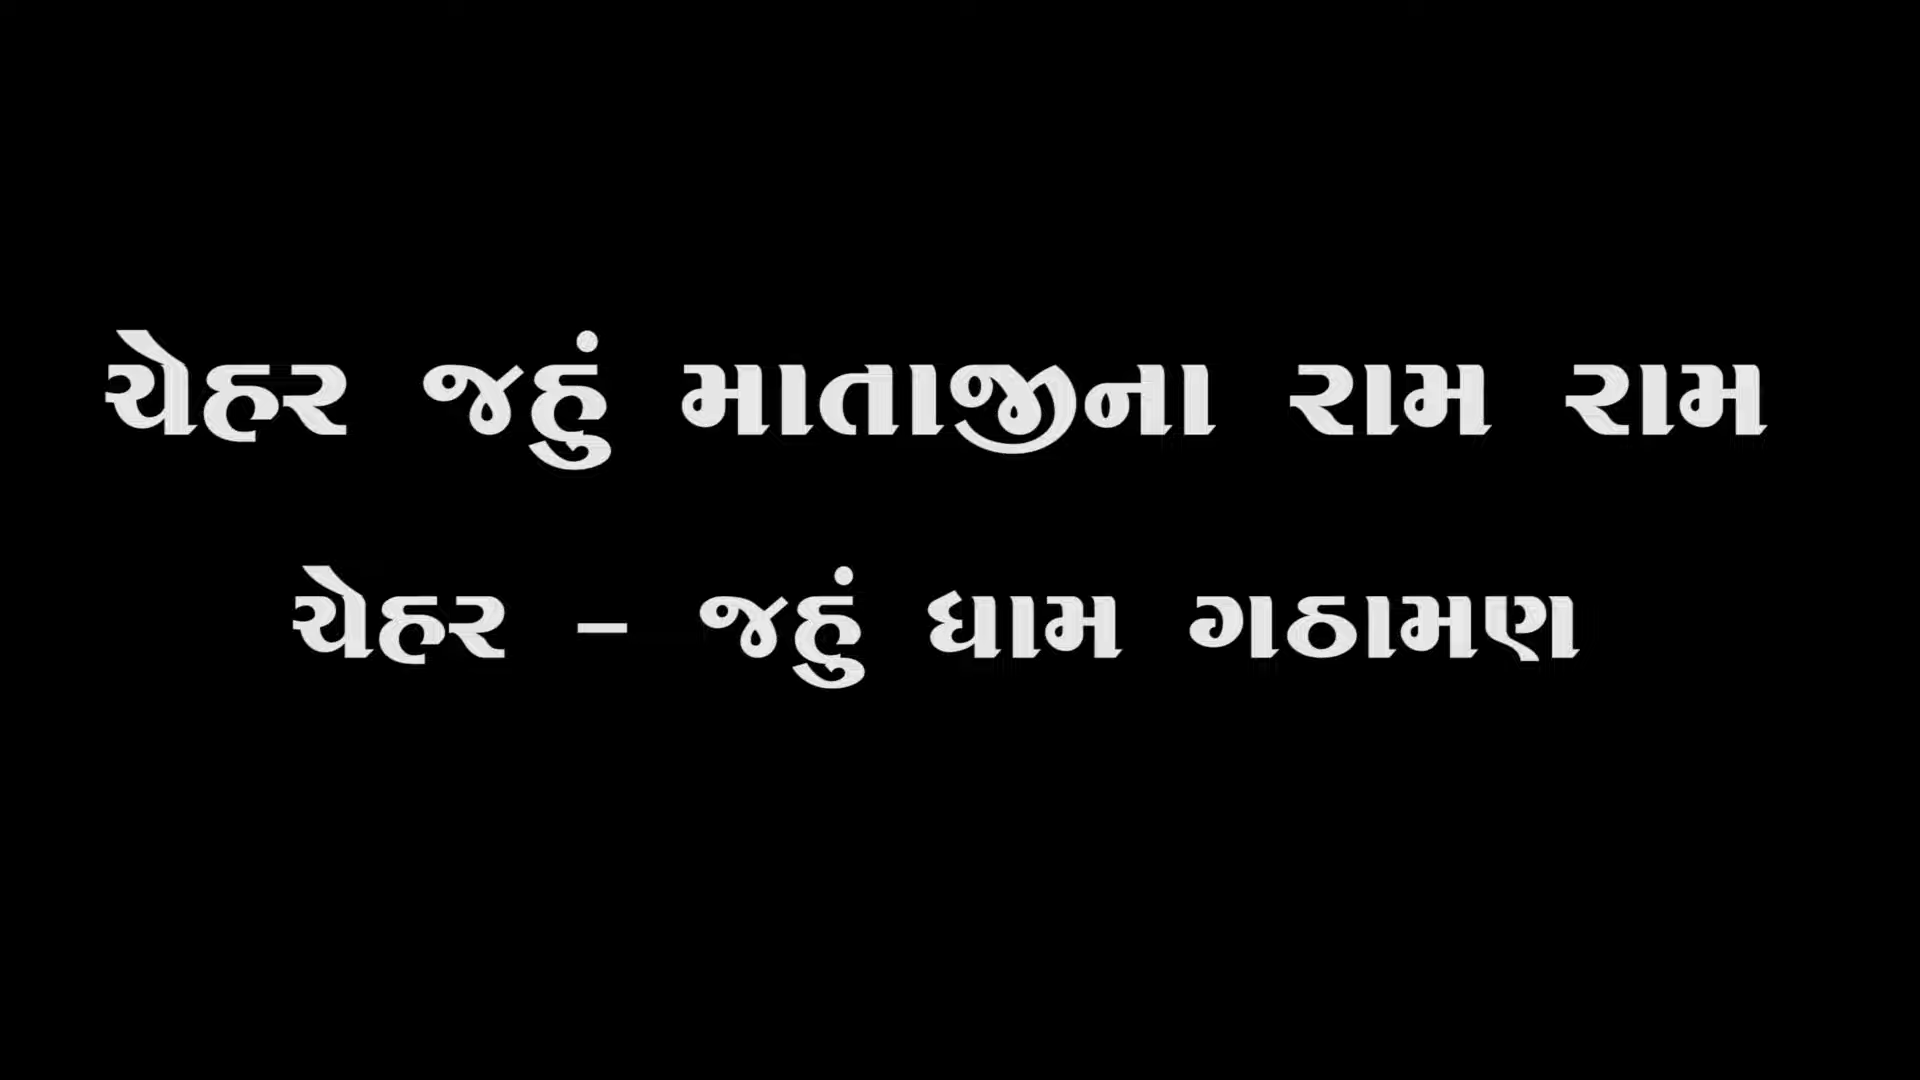 ચેહર જહું માતાજીના રામ રામ
ચેહર - જહું ધામ ગઠામણ